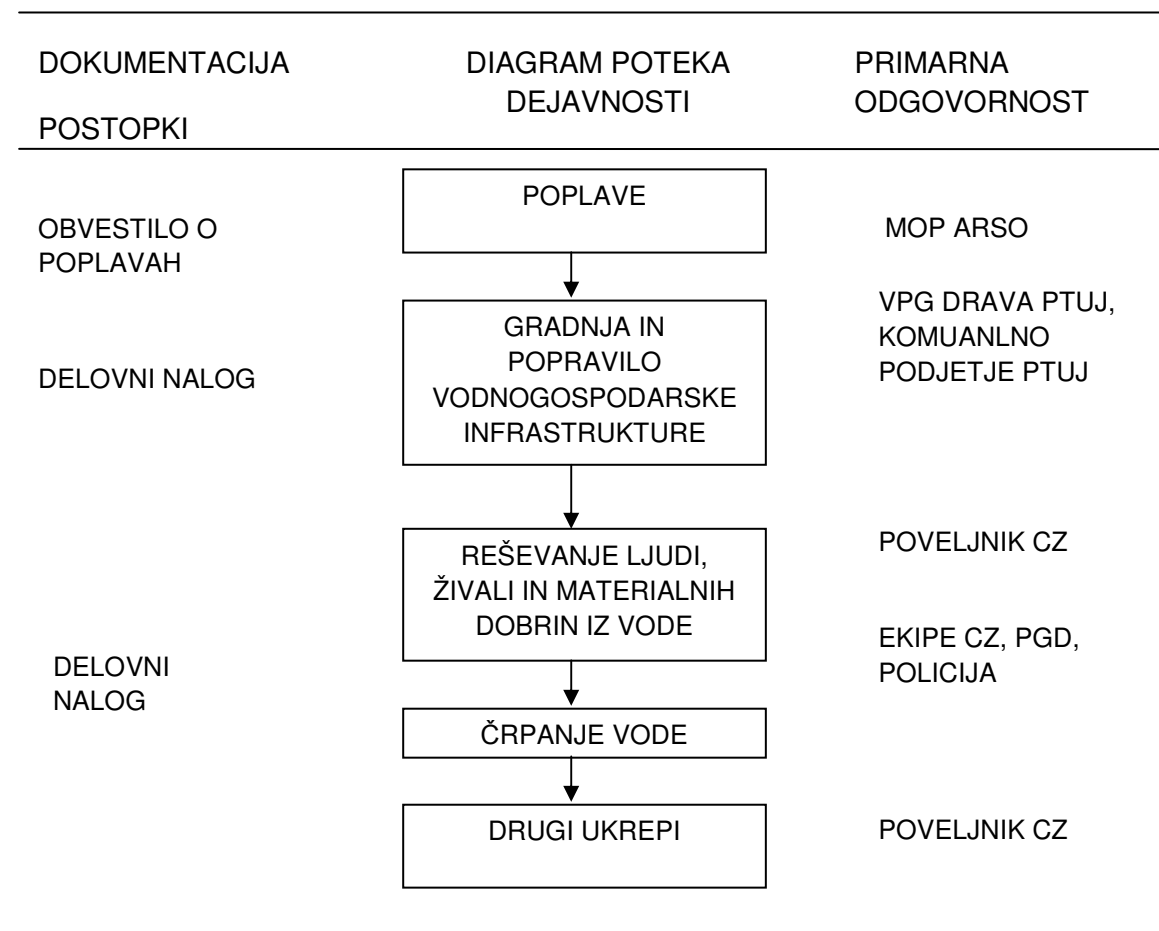 DOKUMENTACIJA
POSTOPKI
DIAGRAM POTEKA
DEJAVNOSTI
PRIMARNA
ODGOVORNOST
POPLAVE
OBVESTILO O
POPLAVAH
MOP ARSO
GRADNJA IN
POPRAVILO
VODNOGOSPODARSKE
INFRASTRUKTURE
DELOVNI NALOG
VPG DRAVA PTUJ,
KOMUANLNO
PODJETJE PTUJ
REŠEVANJE LJUDI,
ŽIVALI IN MATERIALNIH
DOBRIN IZ VODE
POVELJNIK CZ
EKIPE CZ, PGD,
POLICIJA
DELOVNI
NALOG
ČRPANJE VODE
DRUGI UKREPI
POVELJNIK CZ